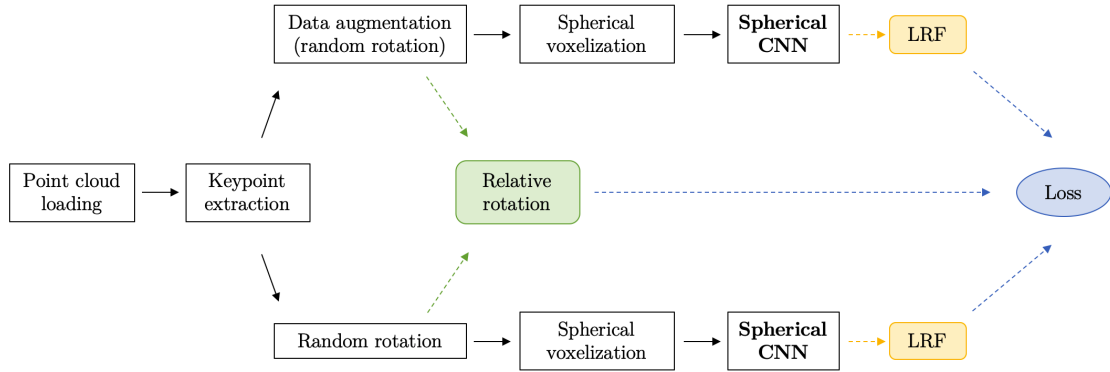 Data augmentation
(random rotation)
Spherical
voxelization
Spherical
CNN
LRF
Point cloud
loading
Keypoint
extraction
Relative
rotation
Loss
Random rotation
Spherical
voxelization
Spherical
CNN
LRF